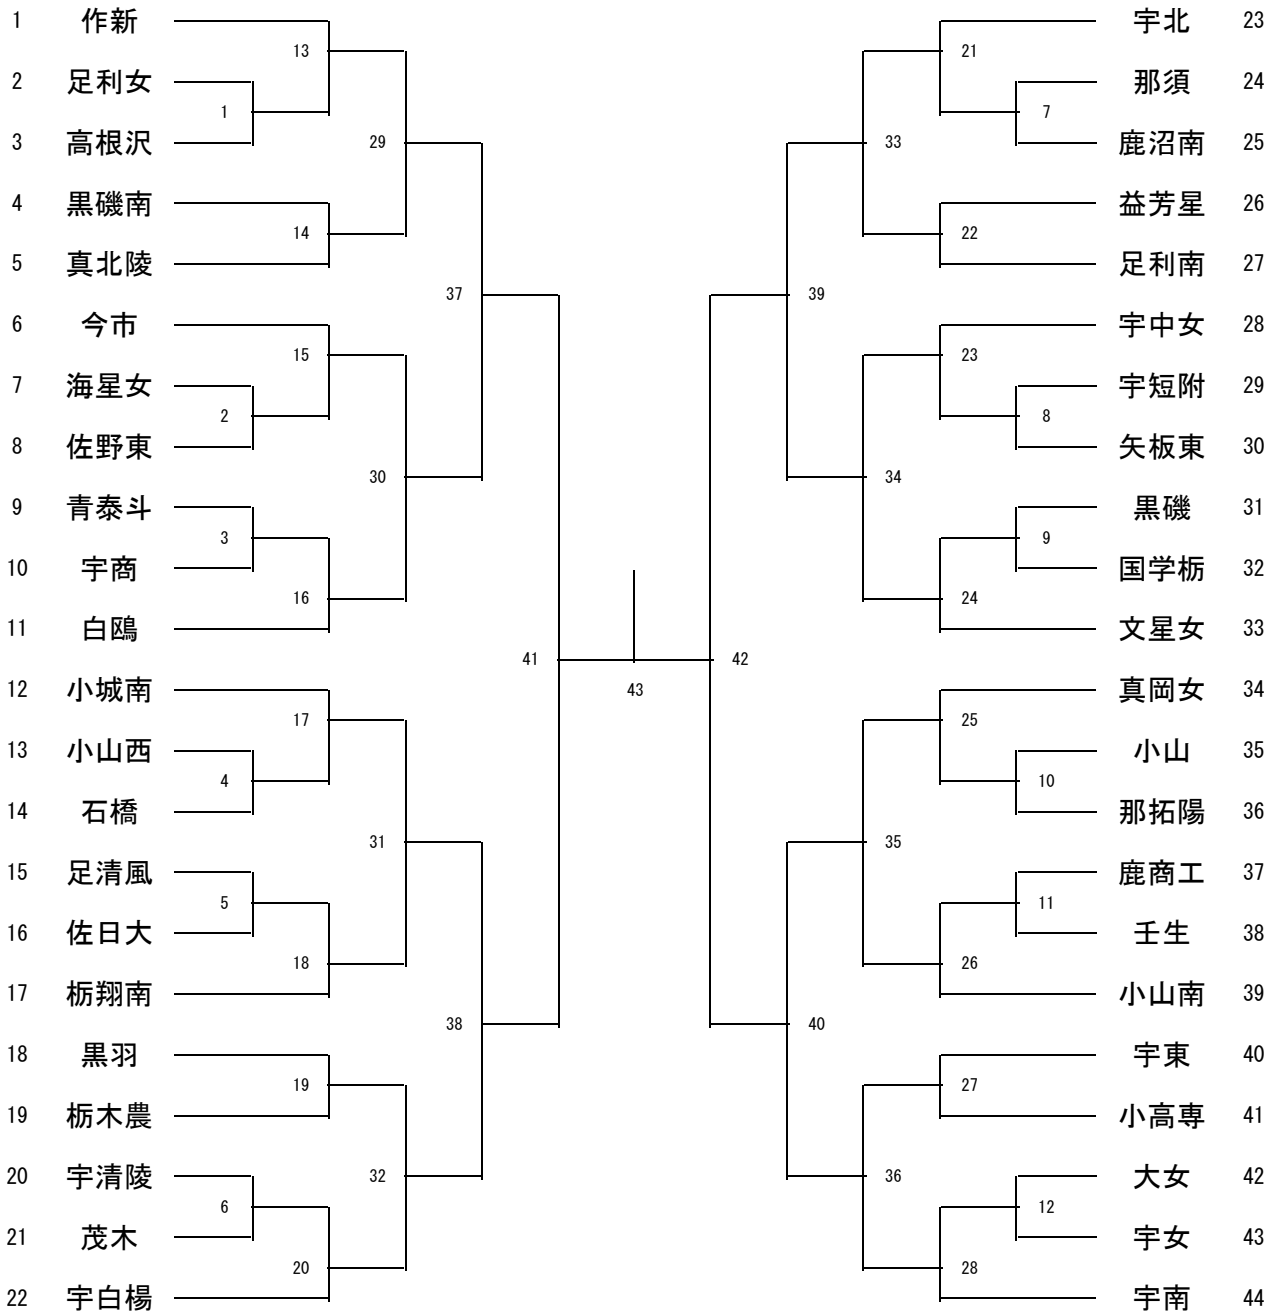 1 作新 宇北 23
13 21
2 足利女 那須 24
1 7
3 高根沢 29 33 鹿沼南 25
4 黒磯南 益芳星 26
14 22
5 真北陵 足利南 27
37 39
6 今市 宇中女 28
15 23
7 海星女 宇短附 29
2 8
8 佐野東 矢板東 30
30 34
9 青泰斗 黒磯 31
3 9
10 宇商 国学栃 32
16 24
11 白鴎 文星女 33
41 42
12 小城南 43 真岡女 34
17 25
13 小山西 小山 35
4 10
14 石橋 那拓陽 36
31 35
15 足清風 鹿商工 37
5 11
16 佐日大 壬生 38
18 26
17 栃翔南 小山南 39
38 40
18 黒羽 宇東 40
19 27
19 栃木農 小高専 41
20 宇清陵 32 36 大女 42
6 12
21 茂木 宇女 43
20 28
22 宇白楊 宇南 44